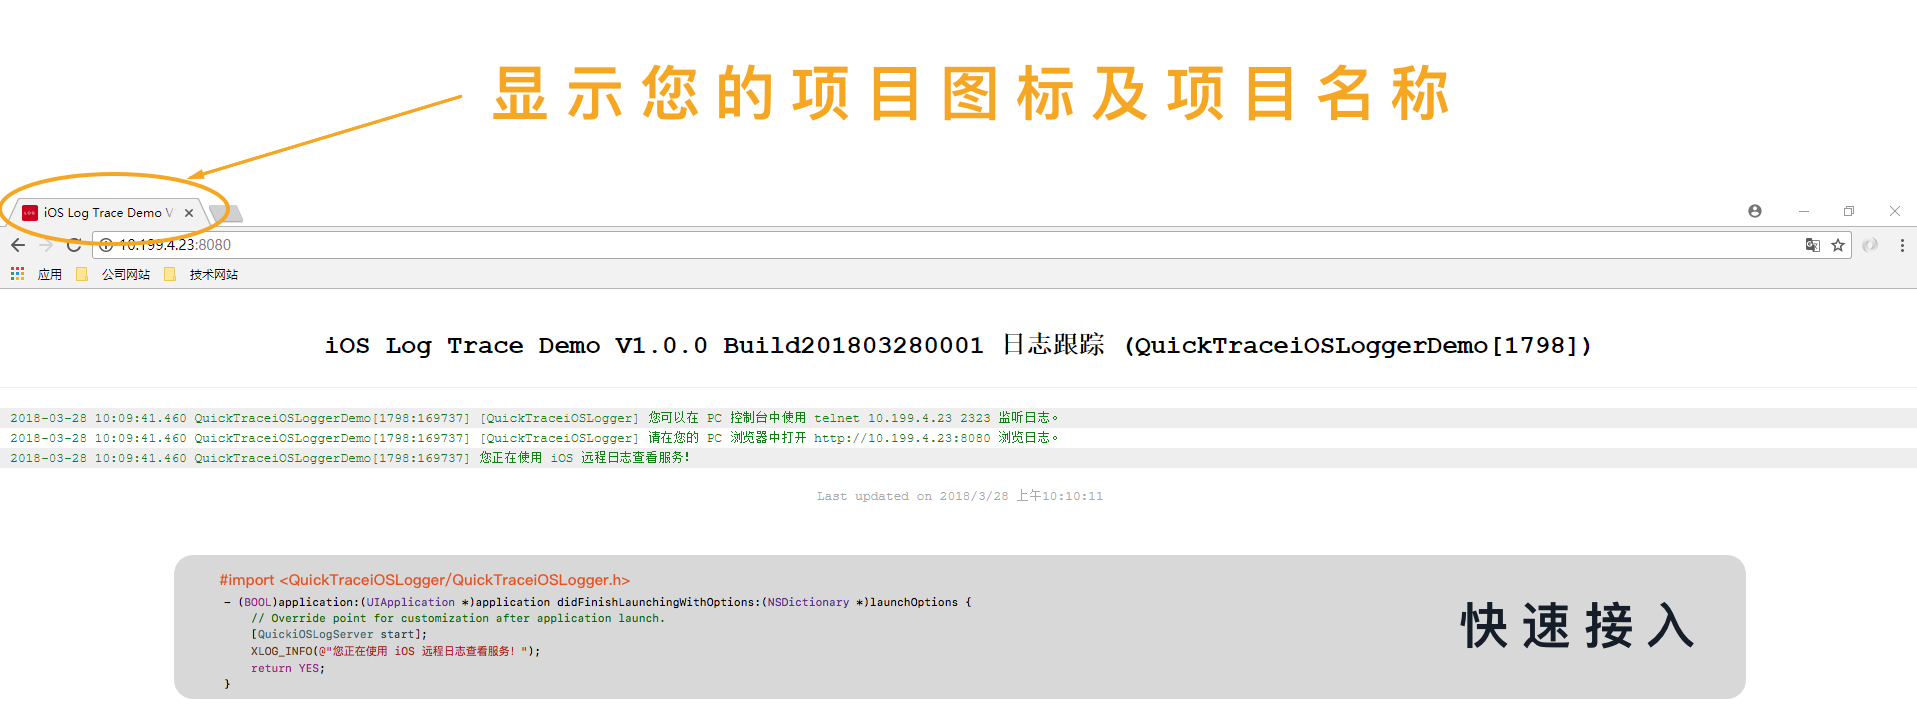 显示您的项目图标及项目名称
LOG iOS Log Trace Demo V
10.199.4.23:8080
应用 公司网站 技术网站
iOS Log Trace Demo V1.0.0 Build201803280001 日志跟踪 (QuickTraceiOSLoggerDemo[1798])
2018-03-28 10:09:41.460 QuickTraceiOSLoggerDemo[1798:169737] [QuickTraceiOSLogger] 您可以在 PC 控制台中使用 telnet 10.199.4.23 2323 监听日志。
2018-03-28 10:09:41.460 QuickTraceiOSLoggerDemo[1798:169737] [QuickTraceiOSLogger] 请在您的 PC 浏览器中打开 http://10.199.4.23:8080 浏览日志。
2018-03-28 10:09:41.460 QuickTraceiOSLoggerDemo[1798:169737] 您正在使用 iOS 远程日志查看服务!
Last updated on 2018/3/28 上午10:10:11
#import <QuickTraceiOSLogger/QuickTraceiOSLogger.h>
- (BOOL)application:(UIApplication *)application didFinishLaunchingWithOptions:(NSDictionary *)launchOptions {
// Override point for customization after application launch.
[QuickiOSLogServer start];
XLOG_INFO(@"您正在使用 iOS 远程日志查看服务! ");
return YES;
}
快速接入